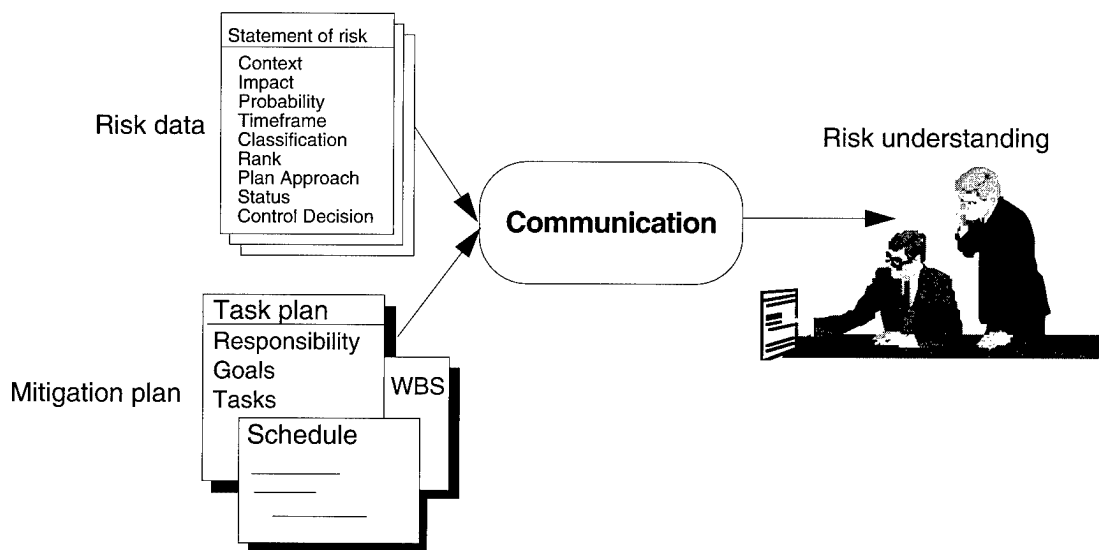 Statement of risk
Context
Impact
Probability
Timeframe
Classification
Rank
Plan Approach
Status
Control Decision
Risk data
Communication
Risk understanding
Task plan
Responsibility
Goals
Tasks
WBS
Schedule
Mitigation plan